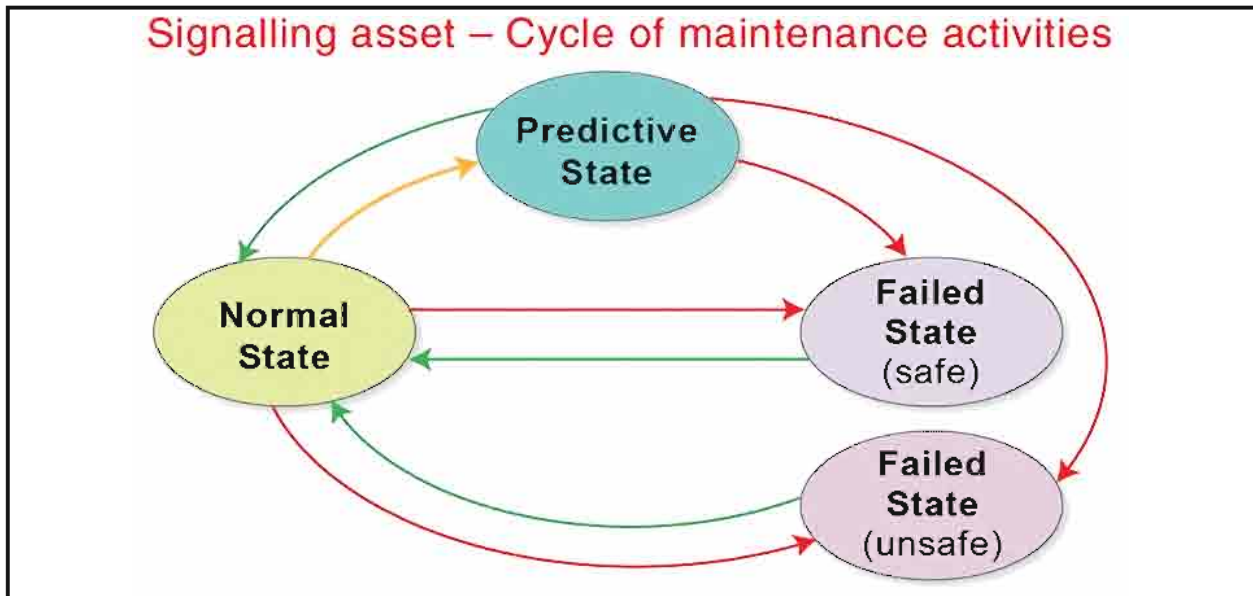 Signalling asset – Cycle of maintenance activities
Predictive
State
Normal
State
Failed
State
(safe)
Failed
State
(unsafe)